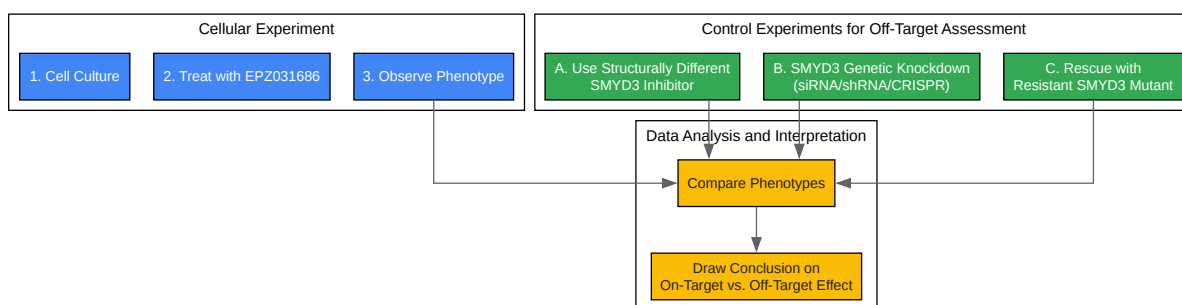 Cellular Experiment
1. Cell Culture
2. Treat with EPZ031686
3. Observe Phenotype
Control Experiments for Off-Target Assessment
A. Use Structurally Different
SMYD3 Inhibitor
B. SMYD3 Genetic Knockdown
(siRNA/shRNA/CRISPR)
C. Rescue with
Resistant SMYD3 Mutant
Data Analysis and Interpretation
Compare Phenotypes
Draw Conclusion on
On-Target vs. Off-Target Effect